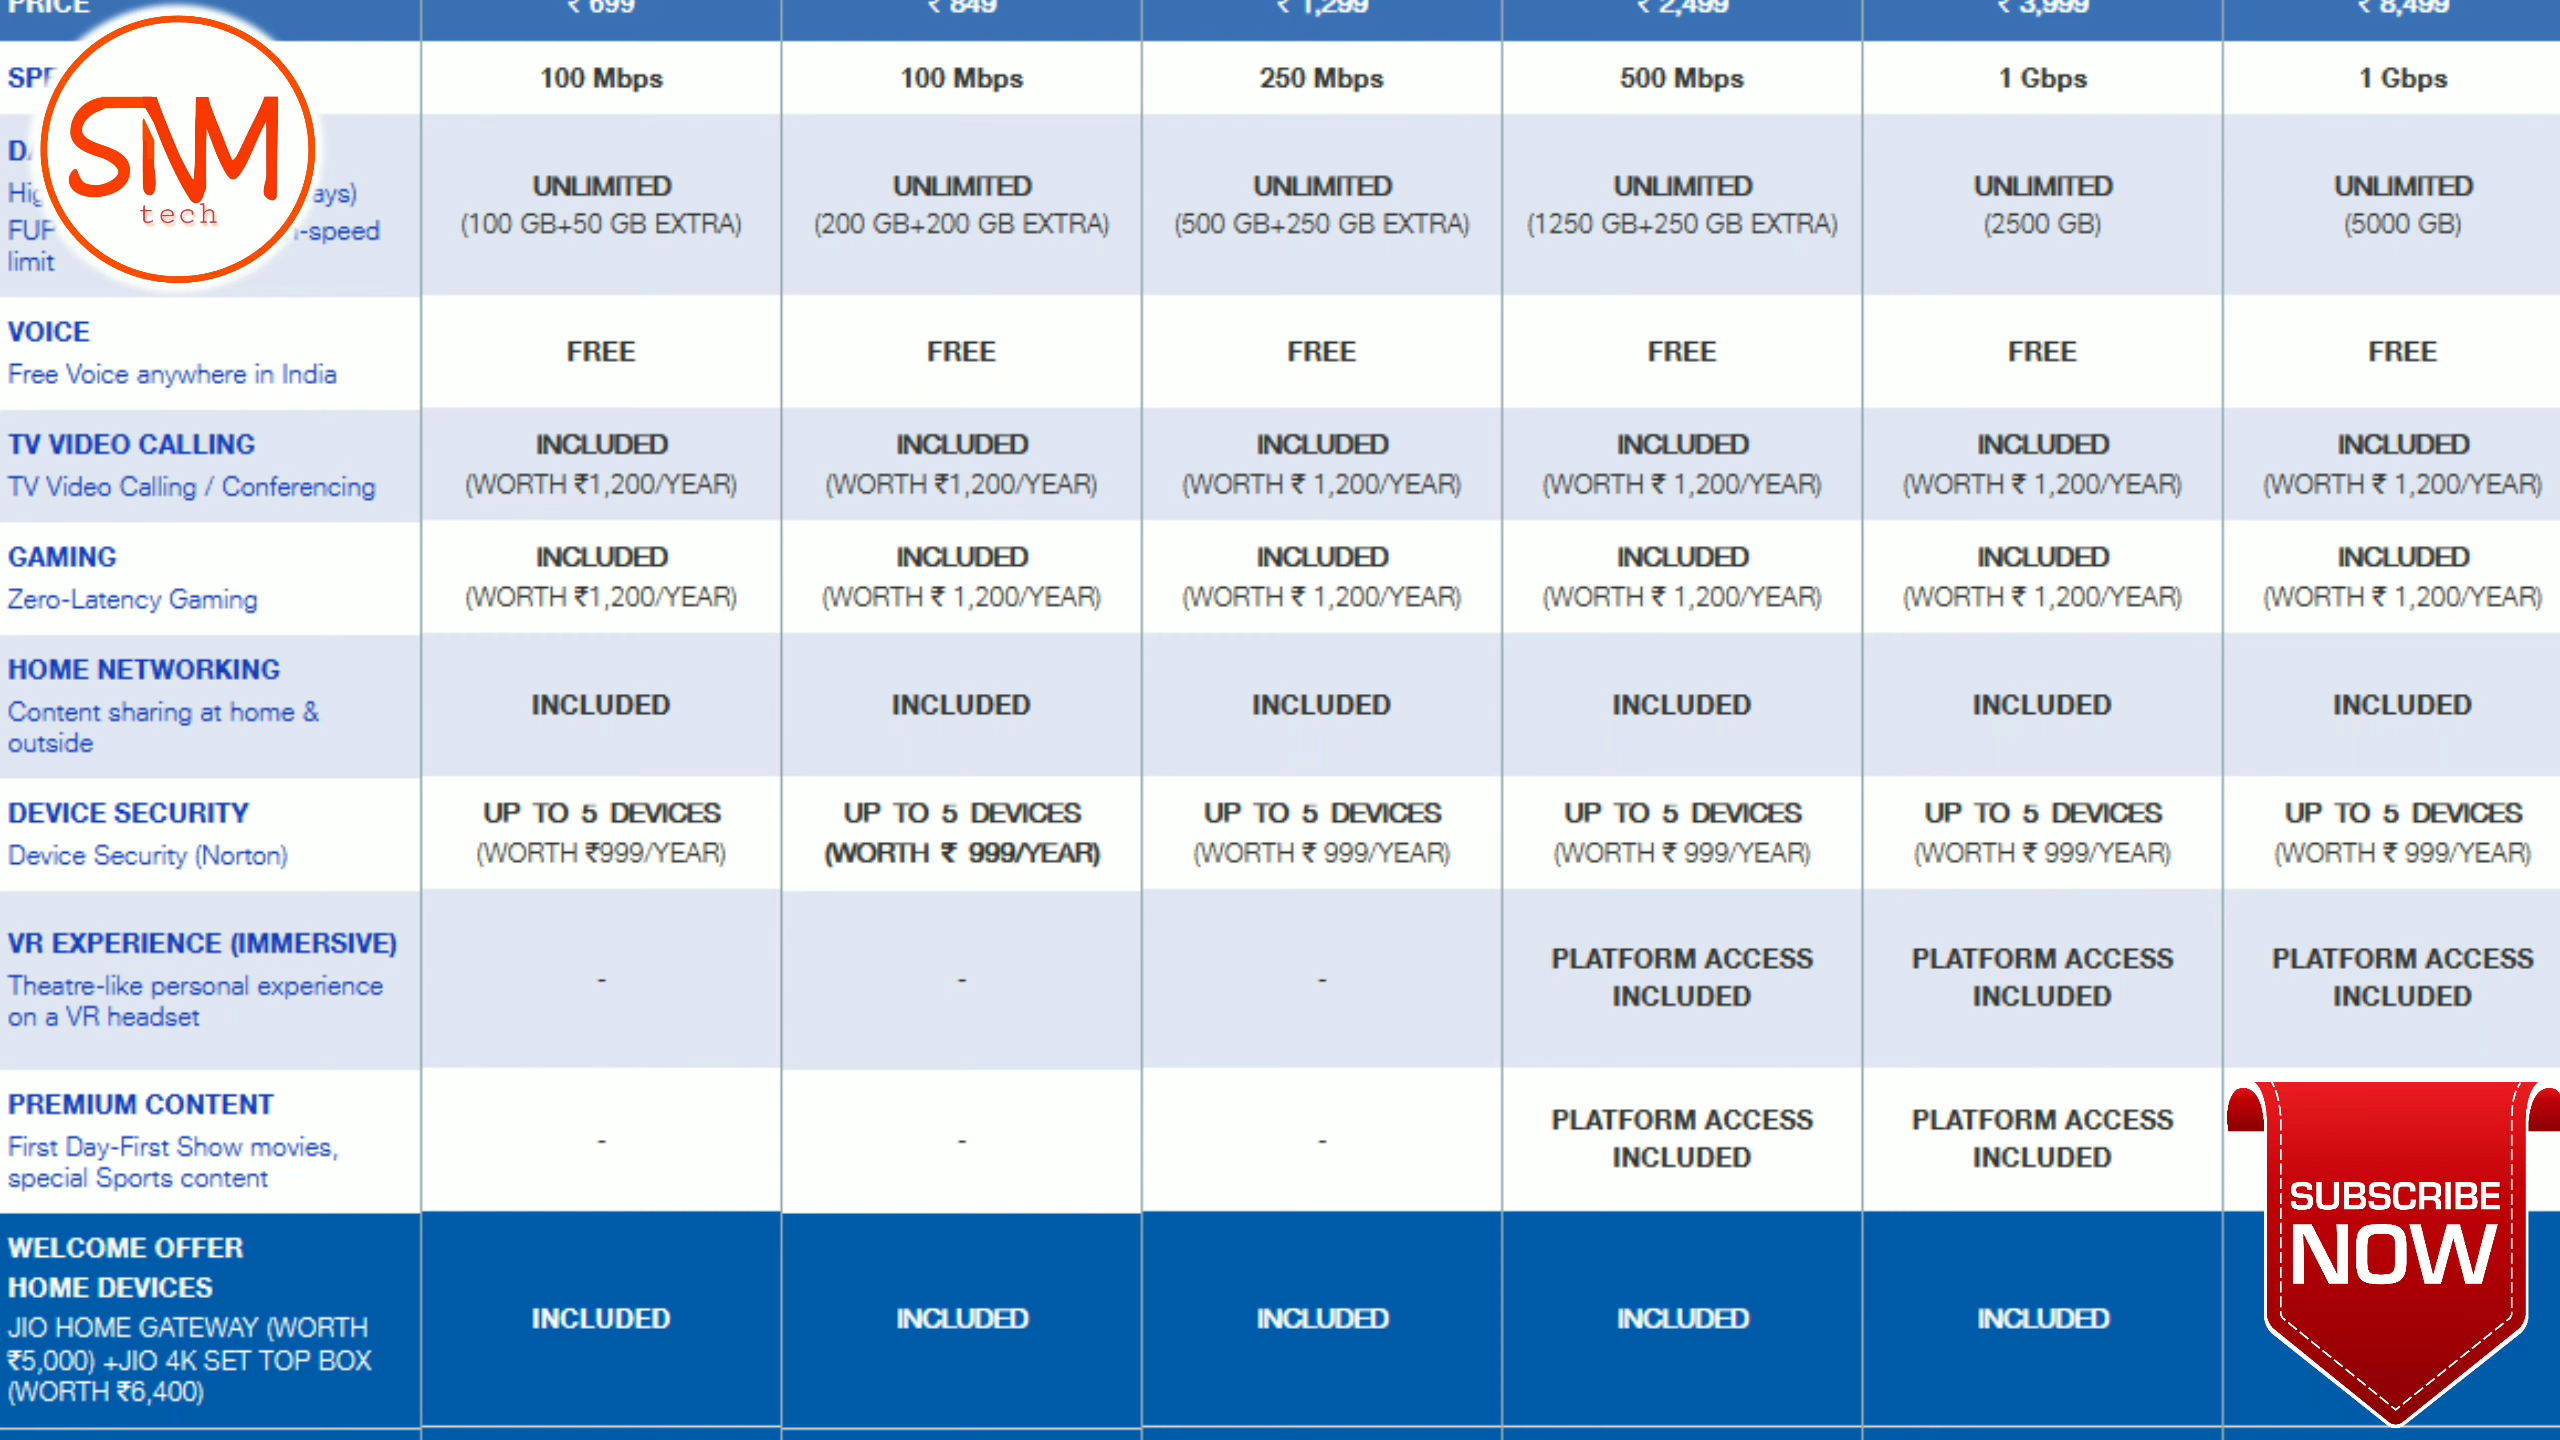 PRICE ₹ 699 ₹ 849 ₹ 1,299 ₹ 2,499 ₹ 3,999 ₹ 8,499
100 Mbps 100 Mbps 250 Mbps 500 Mbps 1 Gbps 1 Gbps
SNM
tech
ays)
-speed
limit
UNLIMITED UNLIMITED UNLIMITED UNLIMITED UNLIMITED UNLIMITED
(100 GB+50 GB EXTRA) (200 GB+200 GB EXTRA) (500 GB+250 GB EXTRA) (1250 GB+250 GB EXTRA) (2500 GB) (5000 GB)
VOICE
Free Voice anywhere in India
FREE FREE FREE FREE FREE FREE
TV VIDEO CALLING
TV Video Calling / Conferencing
INCLUDED INCLUDED INCLUDED INCLUDED INCLUDED INCLUDED
(WORTH ₹1,200/YEAR) (WORTH ₹1,200/YEAR) (WORTH ₹ 1,200/YEAR) (WORTH ₹ 1,200/YEAR) (WORTH ₹ 1,200/YEAR) (WORTH ₹ 1,200/YEAR)
GAMING
Zero-Latency Gaming
INCLUDED INCLUDED INCLUDED INCLUDED INCLUDED INCLUDED
(WORTH ₹1,200/YEAR) (WORTH ₹ 1,200/YEAR) (WORTH ₹ 1,200/YEAR) (WORTH ₹ 1,200/YEAR) (WORTH ₹ 1,200/YEAR) (WORTH ₹ 1,200/YEAR)
HOME NETWORKING
Content sharing at home &
outside
INCLUDED INCLUDED INCLUDED INCLUDED INCLUDED INCLUDED
DEVICE SECURITY
Device Security (Norton)
UP TO 5 DEVICES UP TO 5 DEVICES UP TO 5 DEVICES UP TO 5 DEVICES UP TO 5 DEVICES UP TO 5 DEVICES
(WORTH ₹999/YEAR) (WORTH ₹ 999/YEAR) (WORTH ₹ 999/YEAR) (WORTH ₹ 999/YEAR) (WORTH ₹ 999/YEAR) (WORTH ₹ 999/YEAR)
VR EXPERIENCE (IMMERSIVE)
Theatre-like personal experience
on a VR headset
- - - PLATFORM ACCESS PLATFORM ACCESS PLATFORM ACCESS
INCLUDED INCLUDED INCLUDED
PREMIUM CONTENT
First Day-First Show movies,
special Sports content
- - - PLATFORM ACCESS PLATFORM ACCESS
INCLUDED INCLUDED
WELCOME OFFER
HOME DEVICES
JIO HOME GATEWAY (WORTH
₹5,000) +JIO 4K SET TOP BOX
(WORTH ₹6,400)
INCLUDED INCLUDED INCLUDED INCLUDED INCLUDED
SUBSCRIBE
NOW